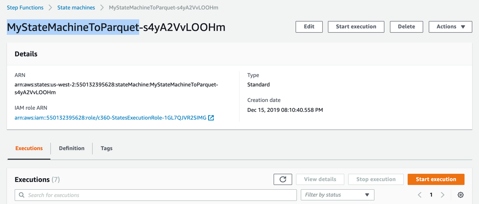 Step Functions > State machines > MyStateMachineToParquet-s4yA2VvLOOHm
MyStateMachineToParquet-s4yA2VvLOOHm
Edit
Start execution
Delete
Actions
Details
ARN
arn:aws:states:us-west-2:550132395628:stateMachine:MyStateMachineToParquet-
s4yA2VvLOOHm
IAM role ARN
arn:aws:iam::550132395628:role/c360-StatesExecutionRole-1GL7QJVR2SIMG
Type
Standard
Creation date
Dec 15, 2019 08:10:40.558 PM
Executions
Definition
Tags
Executions (7)
View details
Stop execution
Start execution
Search for executions
Filter by status
1